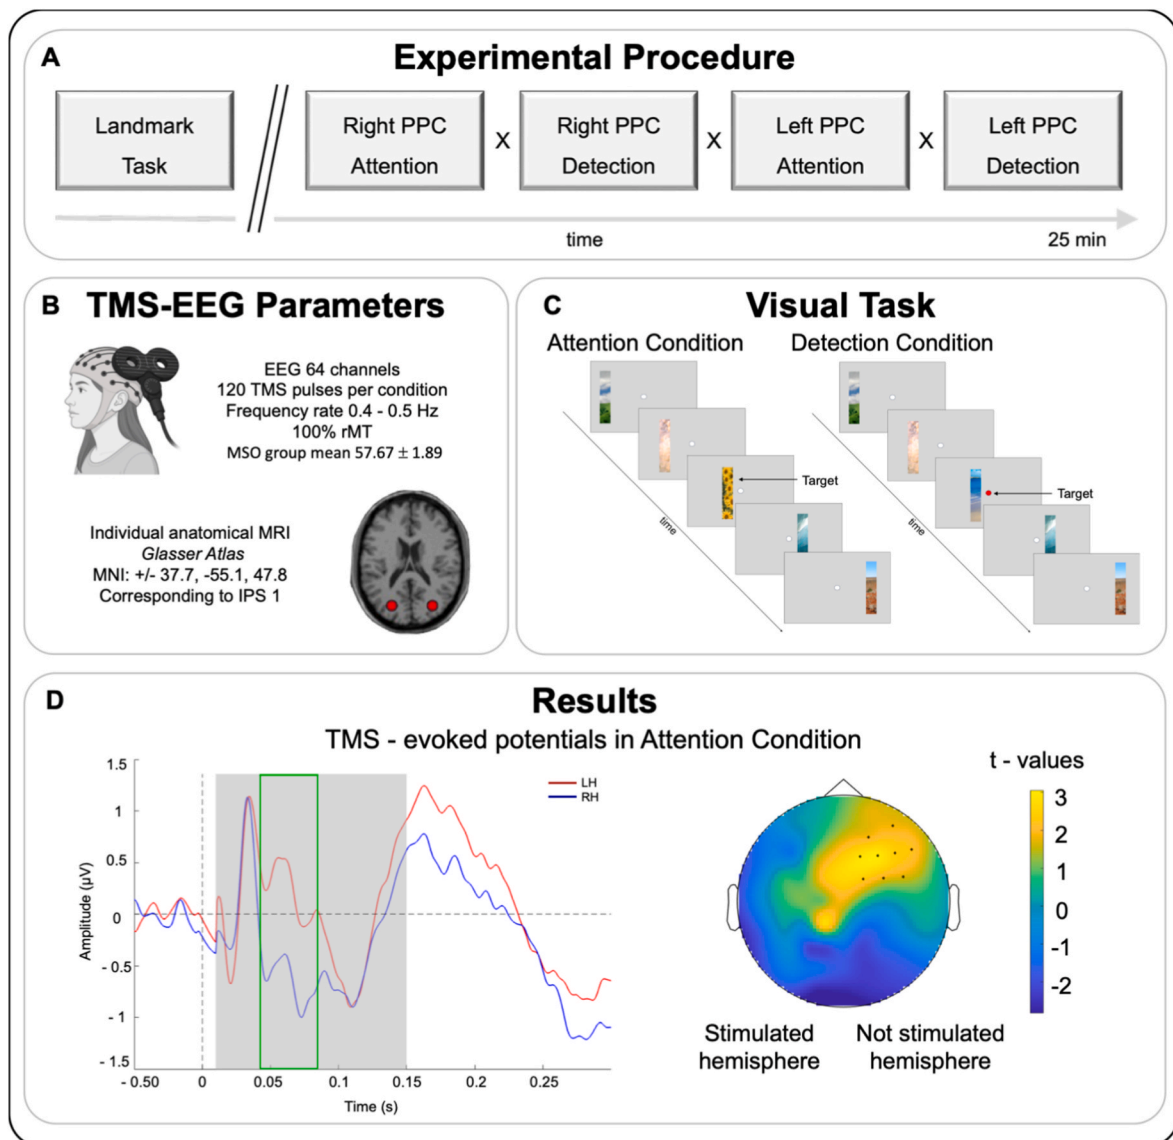 A
Experimental Procedure
Landmark
Task
Right PPC
Attention
X
Right PPC
Detection
X
Left PPC
Attention
X
Left PPC
Detection
time
25 min
B
TMS-EEG Parameters
EEG 64 channels
120 TMS pulses per condition
Frequency rate 0.4 - 0.5 Hz
100% rMT
MSO group mean 57.67 ± 1.89
Individual anatomical MRI
Glasser Atlas
MNI: +/- 37.7, -55.1, 47.8
Corresponding to IPS 1
C
Visual Task
Attention Condition
Target
time
Detection Condition
Target
time
D
Results
TMS - evoked potentials in Attention Condition
1.5
1
0.5
0
- 0.5
- 1
- 1.5
Amplitude (µV)
- 0.50
0
0.05
0.1
0.15
0.2
0.25
Time (s)
LH
RH
t - values
3
2
1
0
-1
-2
Stimulated
hemisphere
Not stimulated
hemisphere